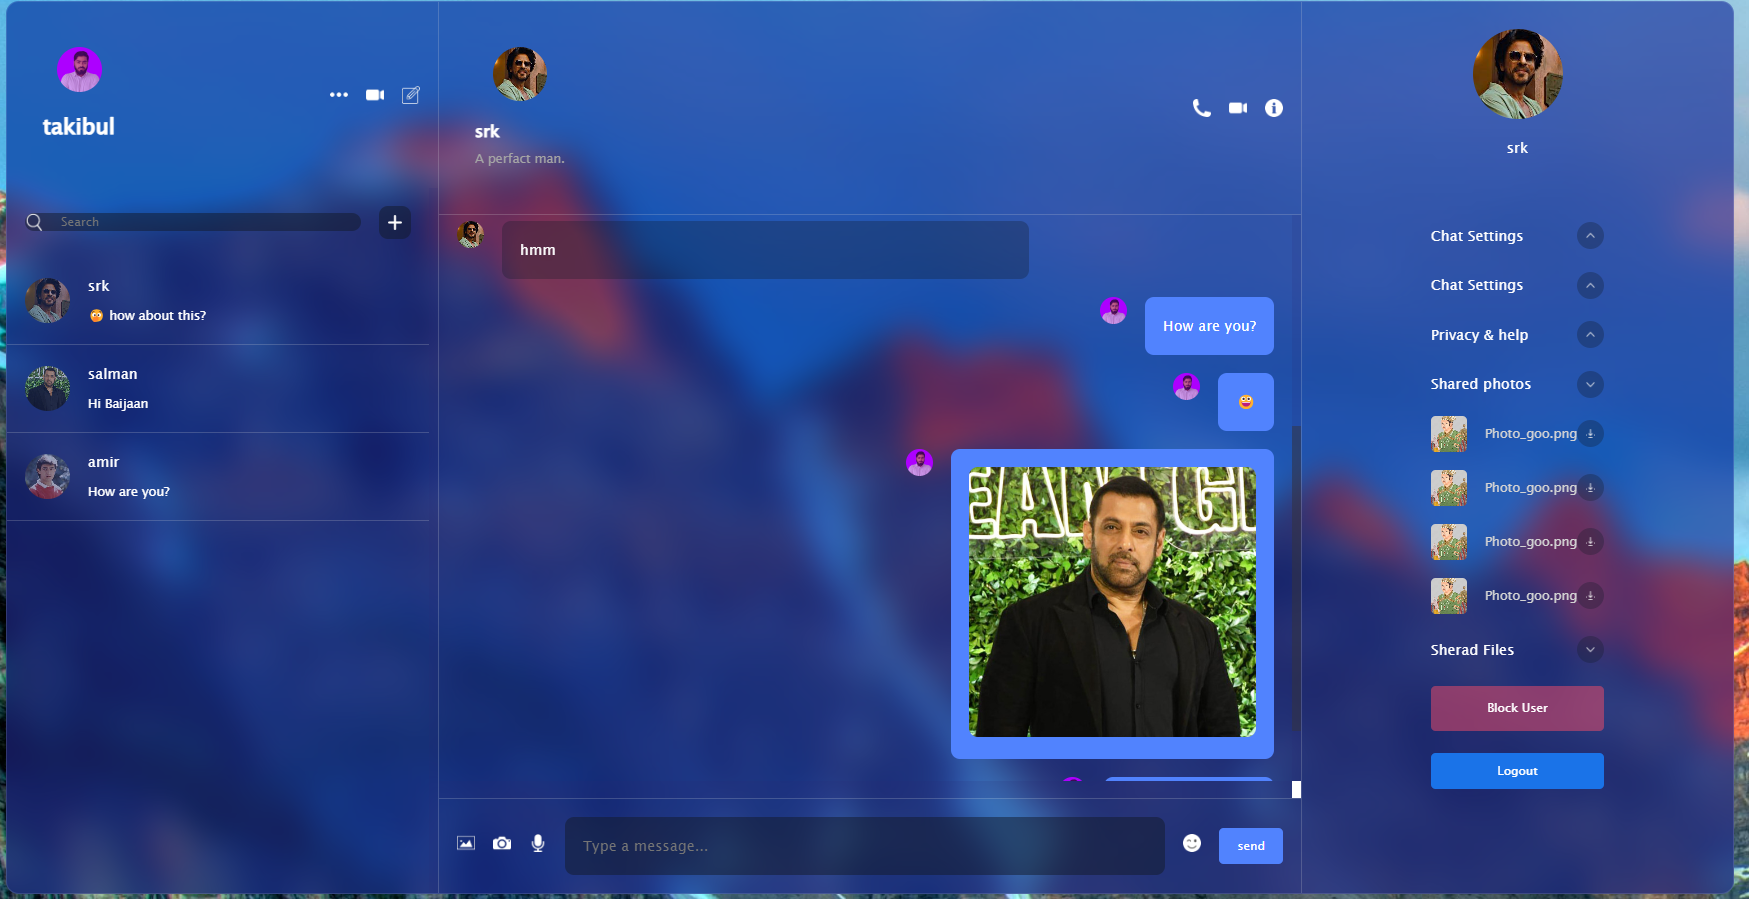 takibul
Search
srk
how about this?
salman
Hi Baijaan
amir
How are you?
srk
A perfact man.
hmm
How are you?
EAN G
Type a message...
send
srk
Chat Settings
Chat Settings
Privacy & help
Shared photos
Photo_goo.png
Photo_goo.png
Photo_goo.png
Photo_goo.png
Sherad Files
Block User
Logout